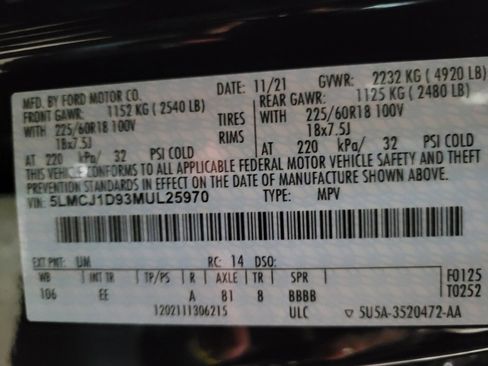 MFD. BY FORD MOTOR CO. DATE: 11/21 GVWR: 2232 KG ( 4920 LB)
FRONT GAWR: 1152 KG ( 2540 LB) REAR GAWR: 1125 KG ( 2480 LB)
WITH 225/60R18 100V TIRES WITH 225/60R18 100V
18x7.5J RIMS 18x7.5J
AT 220 kPa/ 32 PSI COLD AT 220 kPa/ 32 PSI COLD
THIS VEHICLE CONFORMS TO ALL APPLICABLE FEDERAL MOTOR VEHICLE SAFETY AND THEFT
PREVENTION STANDARDS IN EFFECT ON THE DATE OF MANUFACTURE SHOWN ABOVE.
VIN: 5LMCJ1D93MUL25970 TYPE: MPV
EXT PNT: UM RC: 14 DSO: F0125
WB INT TR TP/PS R AXLE TR SPR T0252
106 EE A 81 8 BBBB
1202111306215 ULC 5U5A-3520472-AA